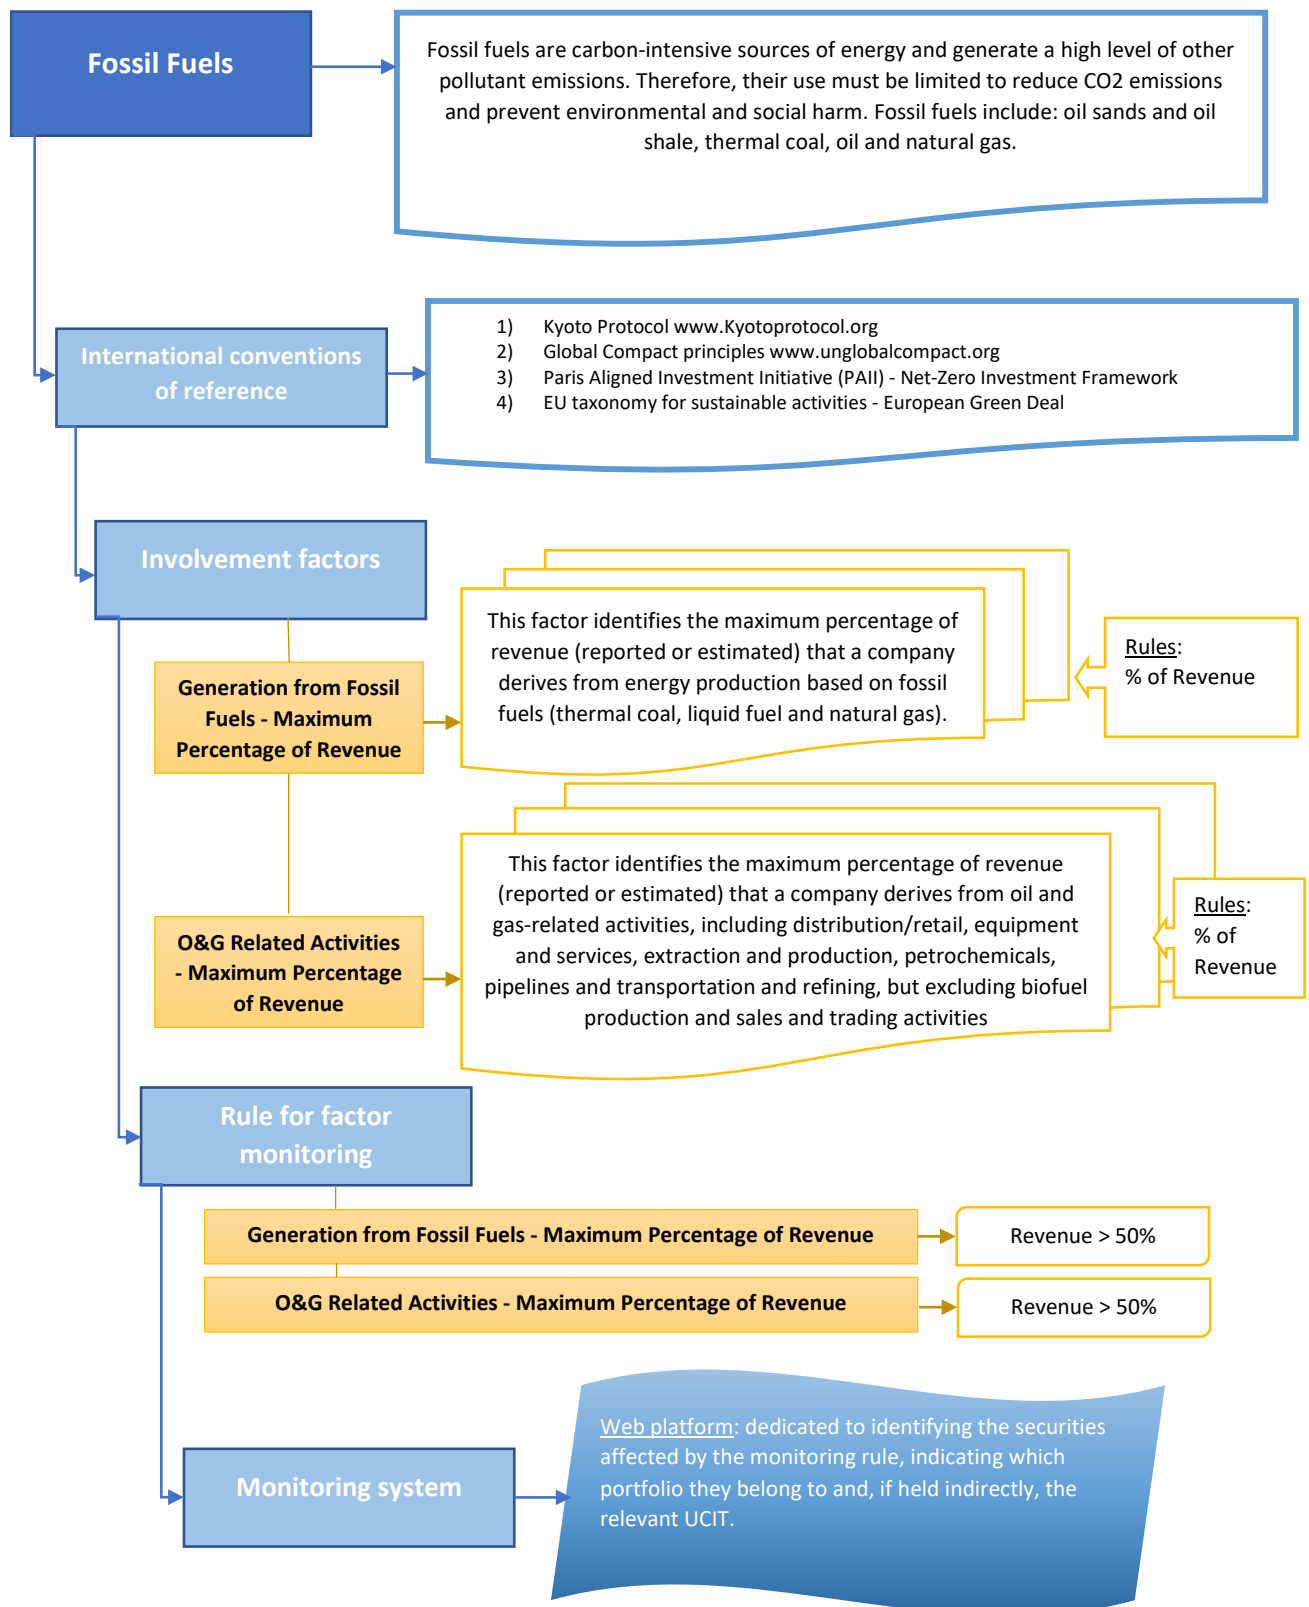 Fossil Fuels
Fossil fuels are carbon-intensive sources of energy and generate a high level of other
pollutant emissions. Therefore, their use must be limited to reduce CO2 emissions
and prevent environmental and social harm. Fossil fuels include: oil sands and oil
shale, thermal coal, oil and natural gas.
International conventions
of reference
1) Kyoto Protocol www.Kyotoprotocol.org
2) Global Compact principles www.unglobalcompact.org
3) Paris Aligned Investment Initiative (PAII) - Net-Zero Investment Framework
4) EU taxonomy for sustainable activities - European Green Deal
Involvement factors
Generation from Fossil
Fuels - Maximum
Percentage of Revenue
This factor identifies the maximum percentage of
revenue (reported or estimated) that a company
derives from energy production based on fossil
fuels (thermal coal, liquid fuel and natural gas).
Rules:
% of Revenue
O&G Related Activities
- Maximum Percentage
of Revenue
This factor identifies the maximum percentage of revenue
(reported or estimated) that a company derives from oil and
gas-related activities, including distribution/retail, equipment
and services, extraction and production, petrochemicals,
pipelines and transportation and refining, but excluding biofuel
production and sales and trading activities
Rules:
% of
Revenue
Rule for factor
monitoring
Generation from Fossil Fuels - Maximum Percentage of Revenue
Revenue > 50%
O&G Related Activities - Maximum Percentage of Revenue
Revenue > 50%
Monitoring system
Web platform: dedicated to identifying the securities
affected by the monitoring rule, indicating which
portfolio they belong to and, if held indirectly, the
relevant UCIT.